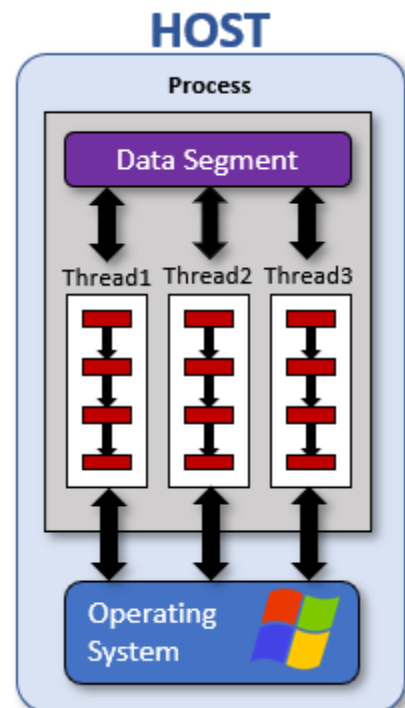 HOST
Process
Data Segment
Thread1 Thread2 Thread3
Operating
System